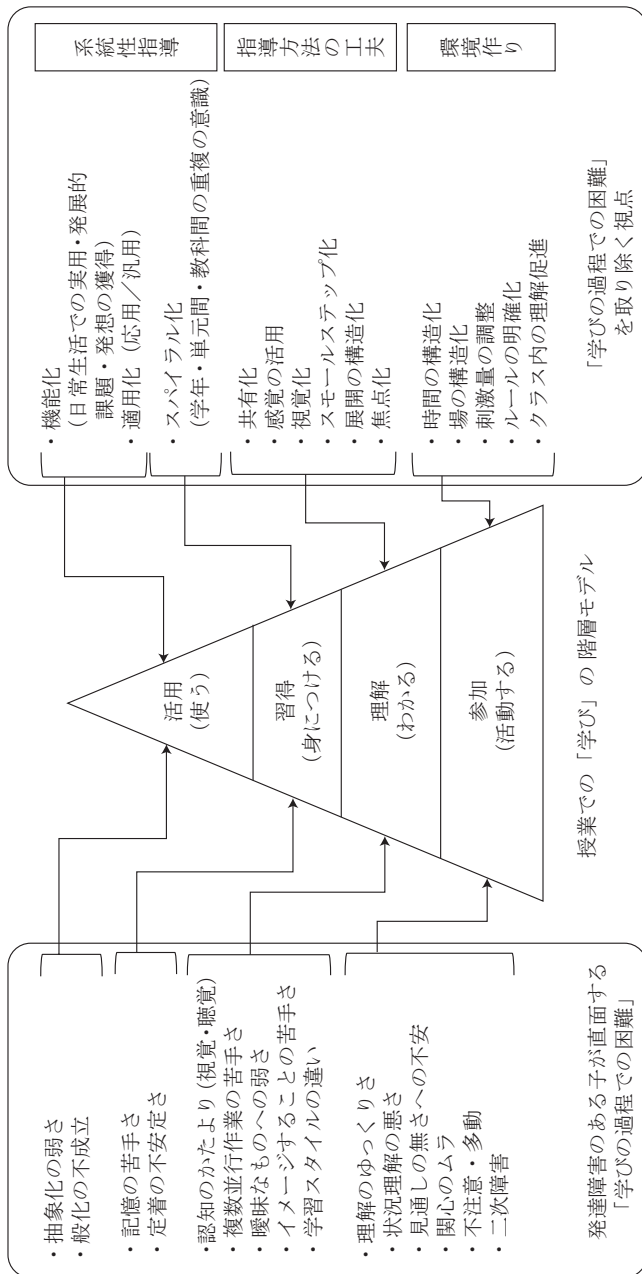 ・抽象化の弱さ
・般化の不成立
・記憶の苦手さ
・定着の不安定さ
・認知のかたより（視覚・聴覚）
・複数並行作業の苦手さ
・曖昧なものへの弱さ
・イメージすることの苦手さ
・学習スタイルの違い
・理解のゆっくりさ
・状況理解の悪さ
・見通しの無さへの不安
・関心のムラ
・不注意・多動
・二次障害
発達障害のある子が直面する
「学びの過程での困難」
活用
(使う)
習得
(身につける)
理解
(わかる)
参加
(活動する)
授業での「学び」の階層モデル
・機能化
(日常生活での実用・発展的
課題・発想の獲得)
・適用化（応用／汎用）
・スパイラル化
(学年・単元間・教科間の重複の意識)
・共有化
・感覚の活用
・視覚化
・スモールステップ化
・展開の構造化
・焦点化
・時間の構造化
・場の構造化
・刺激量の調整
・ルールの明確化
・クラス内の理解促進
系統性
指導
指導方法の工夫
環境
作り
「学びの過程での困難」
を取り除く視点